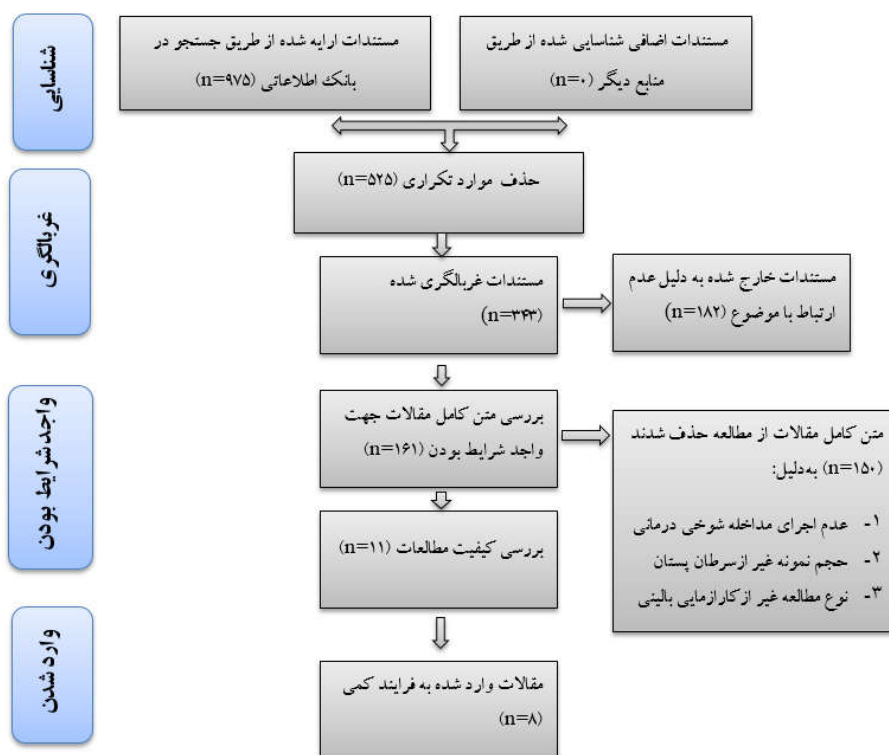 شناسایی
مستندات اضافی شناسایی شده از طریق
منابع دیگر (n=۰)
مستندات ارایه شده از طریق جستجو در
بانک اطلاعاتی (n=۹۷۵)
حذف موارد تکراری (n=۵۲۵)
غربالگری
مستندات غربالگری شده
(n=۳۴۳)
مستندات خارج شده به دلیل عدم
ارتباط با موضوع (n=۱۸۲)
واجد شرایط بودن
بررسی متن کامل مقالات جهت
واجد شرایط بودن (n=۱۶۱)
متن کامل مقالات از مطالعه حذف شدند
(n=۱۵۰) به‌دلیل:
۱- عدم اجرای مداخله شوخی درمانی
۲- حجم نمونه غیر ازسرطان پستان
۳- نوع مطالعه غیر ازکارازمایی بالینی
بررسی کیفیت مطالعات (n=۱۱)
وارد شدن
مقالات وارد شده به فرایند کمی
(n=۸)